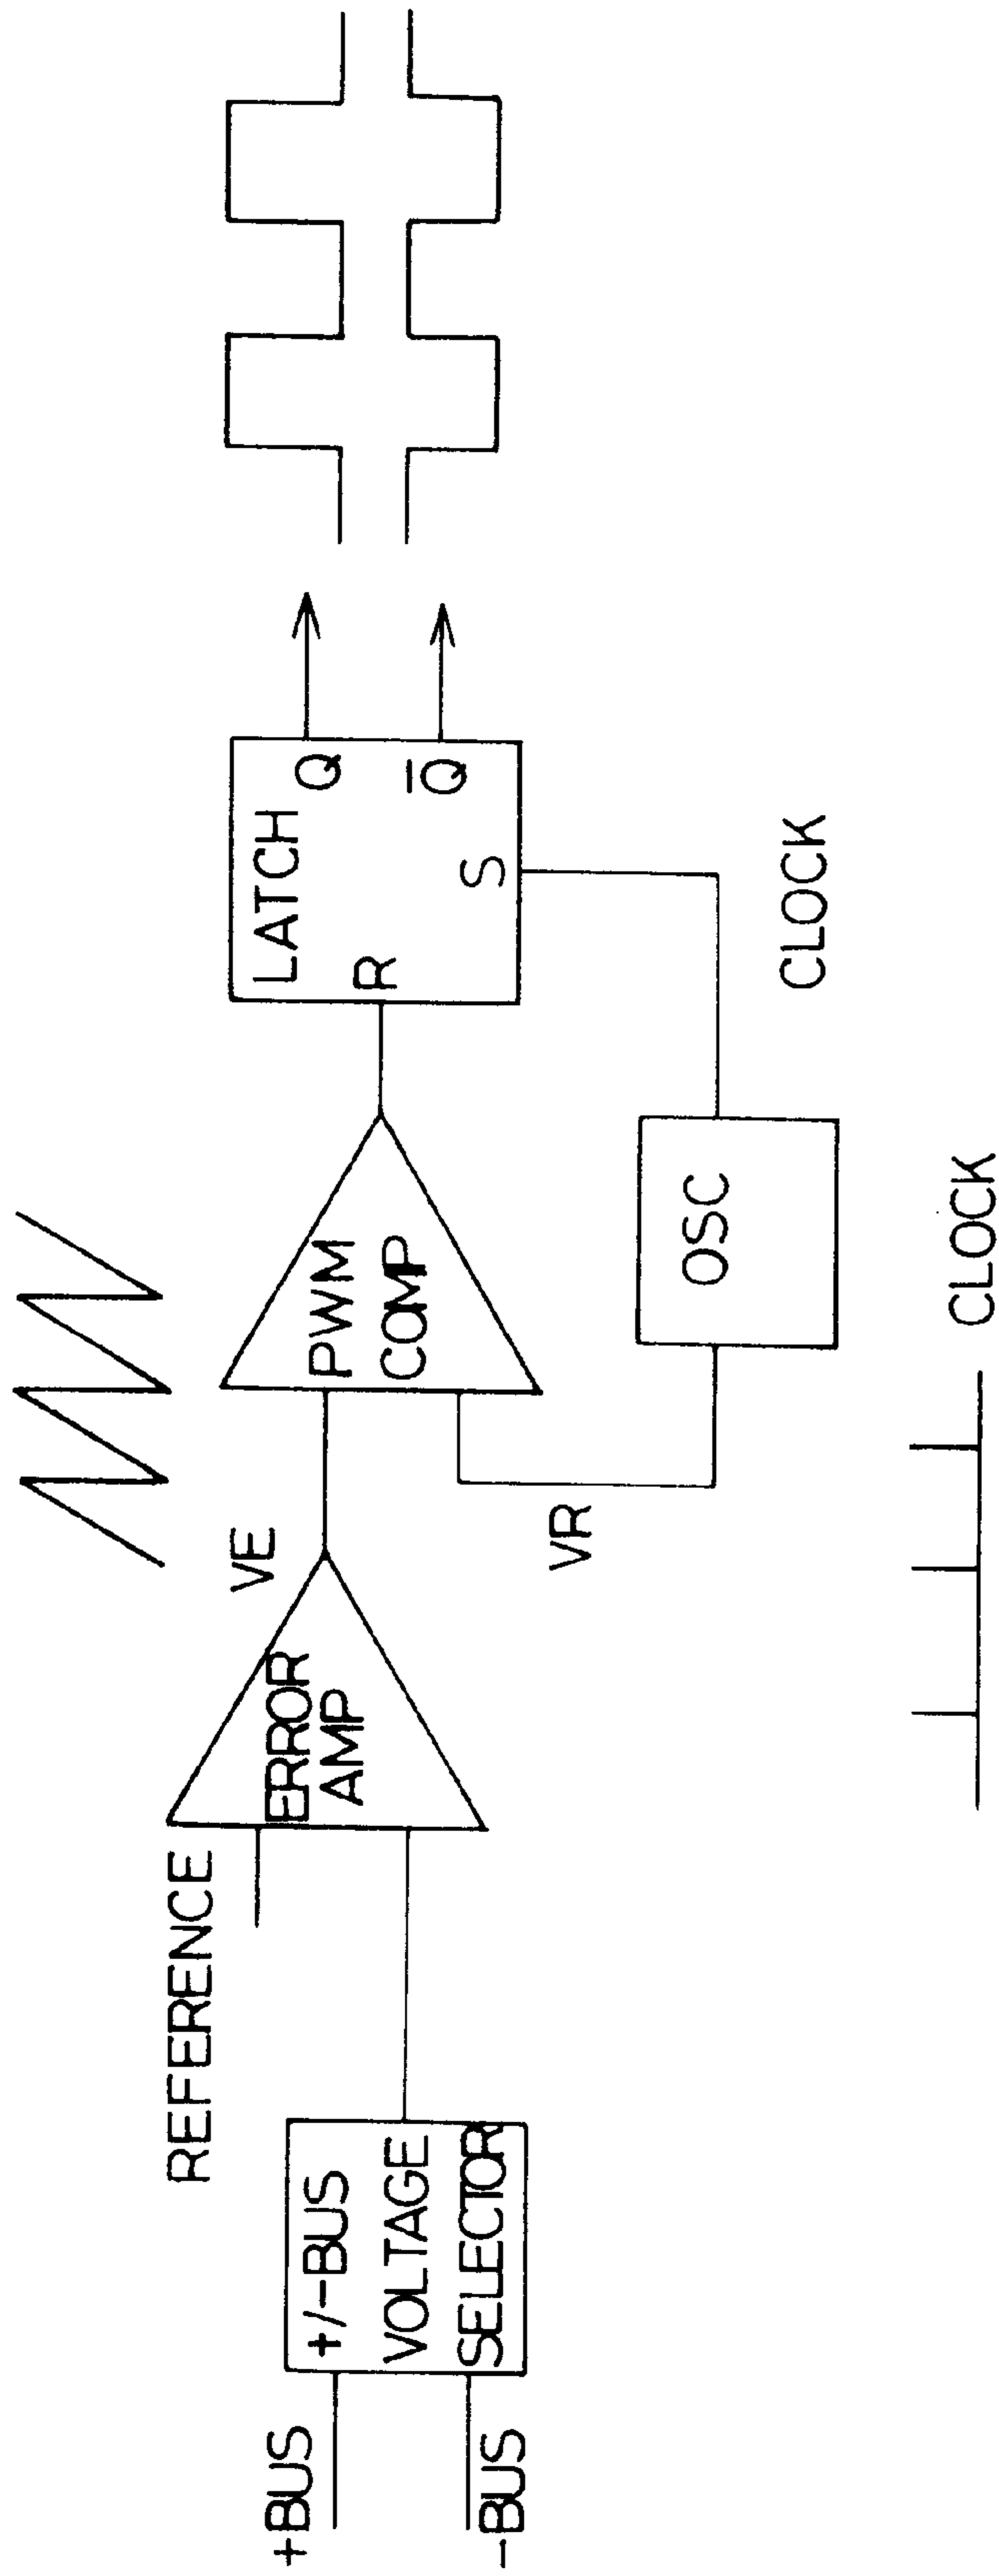 +BUS
-BUS
+/-BUS
VOLTAGE
SELECTOR
REFERENCE
ERROR
AMP
VE
VR
PWM
COMP
OSC
CLOCK
LATCH
R
S
Q
Q̅
CLOCK